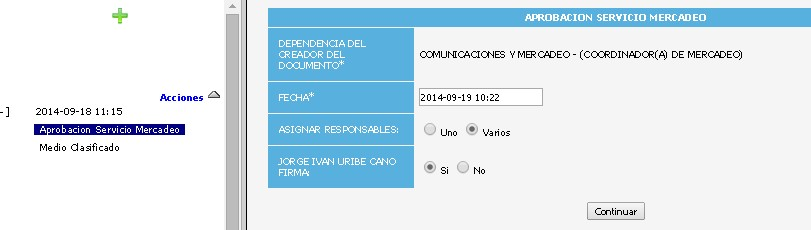 Acciones
-]
2014-09-18 11:15
Aprobacion Servicio Mercadeo
Medio Clasificado
APROBACION SERVICIO MERCADEO
DEPENDENCIA DEL
CREADOR DEL
DOCUMENTO*
COMUNICACIONES Y MERCADEO - (COORDINADOR(A) DE MERCADEO)
FECHA*
2014-09-19 10:22
ASIGNAR RESPONSABLES:
Uno Varios
JORGE IVAN URIBE CANO
FIRMA:
Si No
Continuar